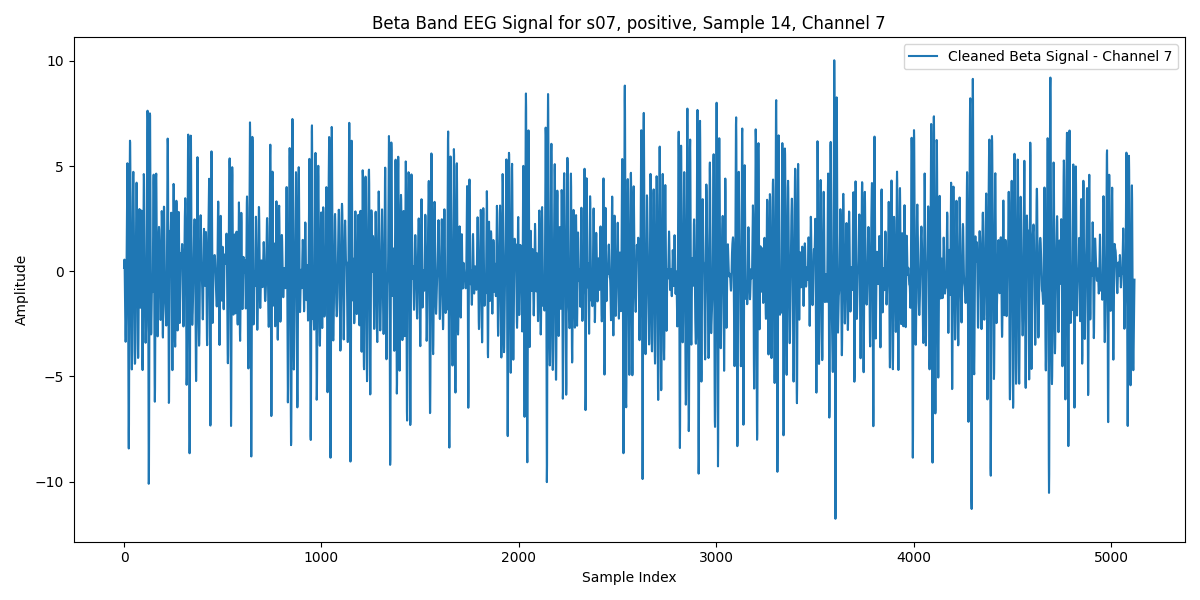 Beta Band EEG Signal for s07, positive, Sample 14, Channel 7
Cleaned Beta Signal - Channel 7
Amplitude
10
5
0
−5
−10
0 1000 2000 3000 4000 5000
Sample Index